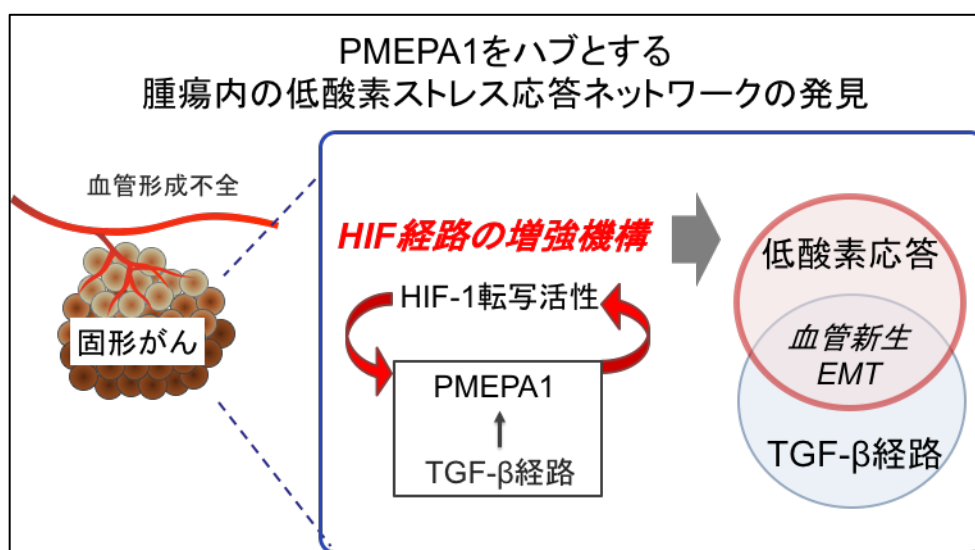 PMEPA1をハブとする
腫瘍内の低酸素ストレス応答ネットワークの発見
血管形成不全
固形がん
HIF経路の増強機構
HIF-1転写活性
PMEPA1
TGF-β経路
低酸素応答
血管新生
EMT
TGF-β経路